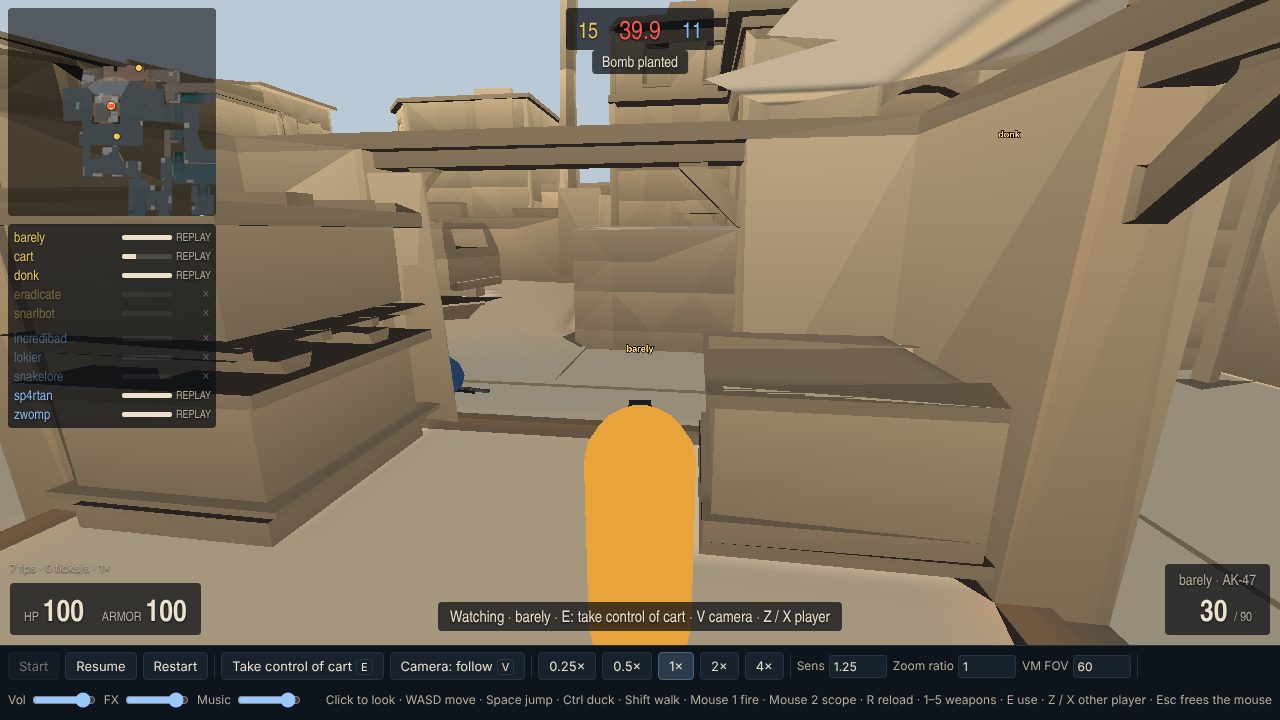 15 39.9 11
Bomb planted
donk
barely REPLAY
cart REPLAY
donk REPLAY
eradicate ×
snarlbot ×
incredibad ×
lokier ×
snakelore ×
sp4rtan REPLAY
zwomp REPLAY
barely
7 fps · 0 ticks/s · 1×
HP 100 ARMOR 100
Watching · barely · E: take control of cart · V camera · Z / X player
barely · AK-47
30 / 90
Start Resume Restart Take control of cart E Camera: follow V 0.25× 0.5× 1× 2× 4× Sens 1.25 Zoom ratio 1 VM FOV 60
Vol FX Music Click to look · WASD move · Space jump · Ctrl duck · Shift walk · Mouse 1 fire · Mouse 2 scope · R reload · 1–5 weapons · E use · Z / X other player · Esc frees the mouse